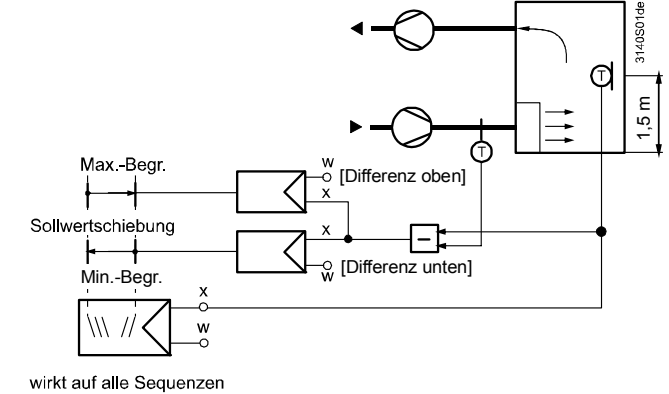 3140S01de
T
1,5 m
T
Max.-Begr.
w
[Differenz oben]
x
Sollwertschiebung
x
−
w
[Differenz unten]
Min.-Begr.
x
w
wirkt auf alle Sequenzen